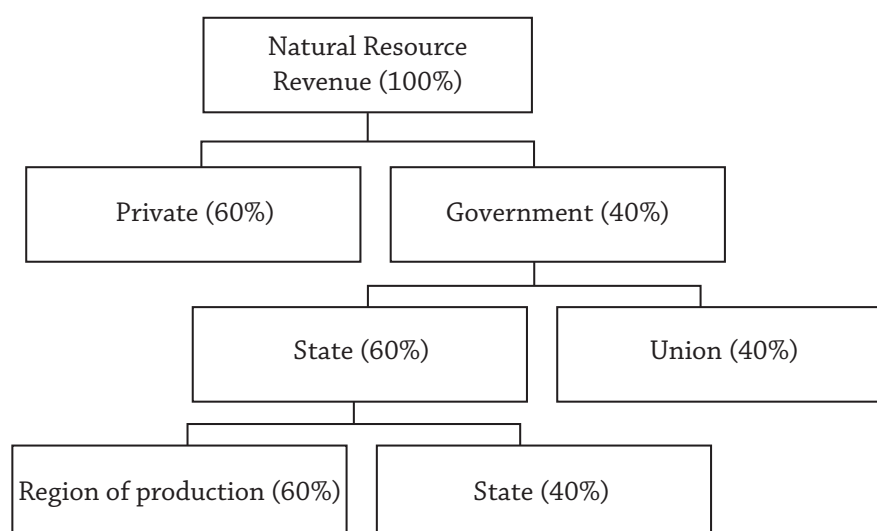 Natural Resource
Revenue (100%)
Private (60%)
Government (40%)
State (60%)
Union (40%)
Region of production (60%)
State (40%)